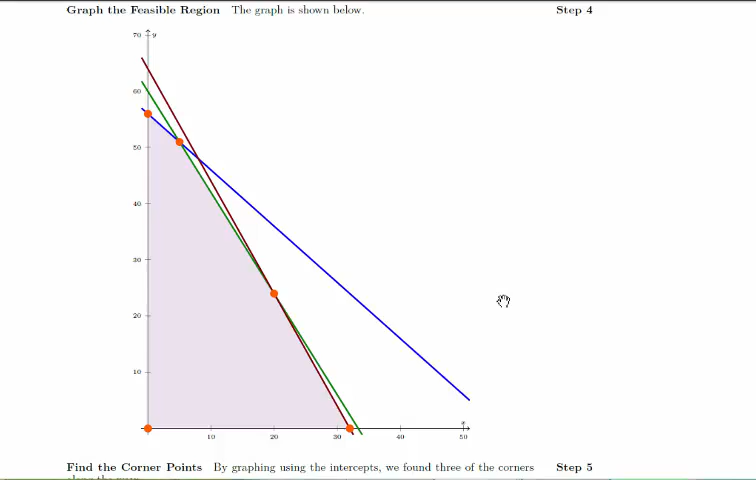 Graph the Feasible Region The graph is shown below. Step 4
70 y
60
50
40
30
20
10
10 20 30 40 50
x
Find the Corner Points By graphing using the intercepts, we found three of the corners Step 5